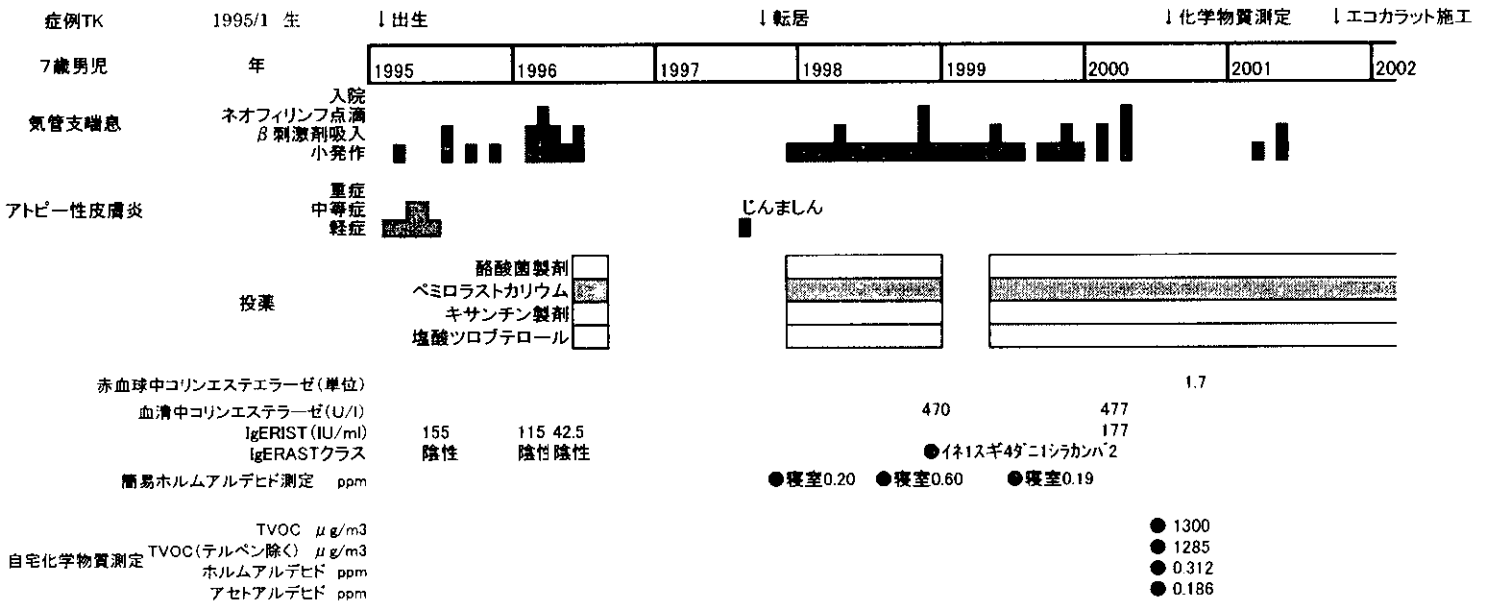 症例TK 1995/1 生 ↓出生 ↓転居 ↓化学物質測定 ↓エコカラット施工
7歳男児 年 1995 1996 1997 1998 1999 2000 2001 2002
入院
ネオフィリンフ点滴
気管支喘息
β刺激剤吸入
小発作
重症
アトピー性皮膚炎 中等症 じんましん
軽症
酪酸菌製剤
ペミロラストカリウム
投薬
キサンチン製剤
塩酸ツロブテロール
赤血球中コリンエステエラーゼ(単位) 1.7
血清中コリンエステラーゼ(U/l) 470 477
IgERIST(IU/ml) 155 115 42.5 177
IgERASTクラス 陰性 陰性 陰性 ●イネ1スギ4ダニ1シラカンバ2
簡易ホルムアルデヒド測定 ppm ●寝室0.20 ●寝室0.60 ●寝室0.19
TVOC μg/m3 ● 1300
TVOC(テルペン除く) μg/m3 ● 1285
自宅化学物質測定
ホルムアルデヒド ppm ● 0.312
アセトアルデヒド ppm ● 0.186